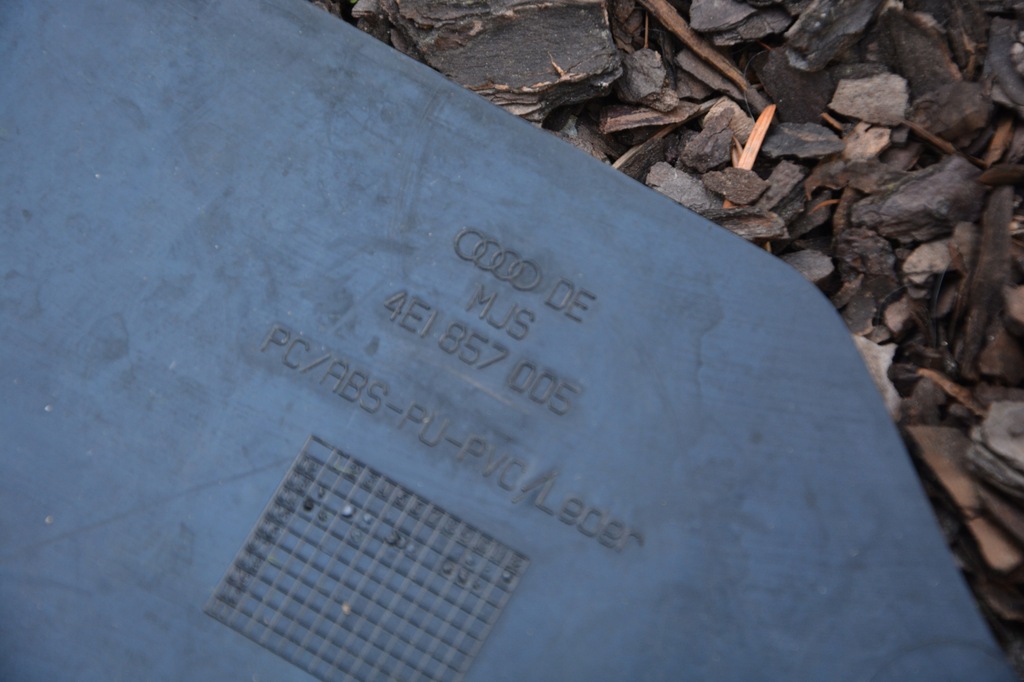 DE
MJS
4E1 857 005
PC/ABS-PU-PVC/Leder